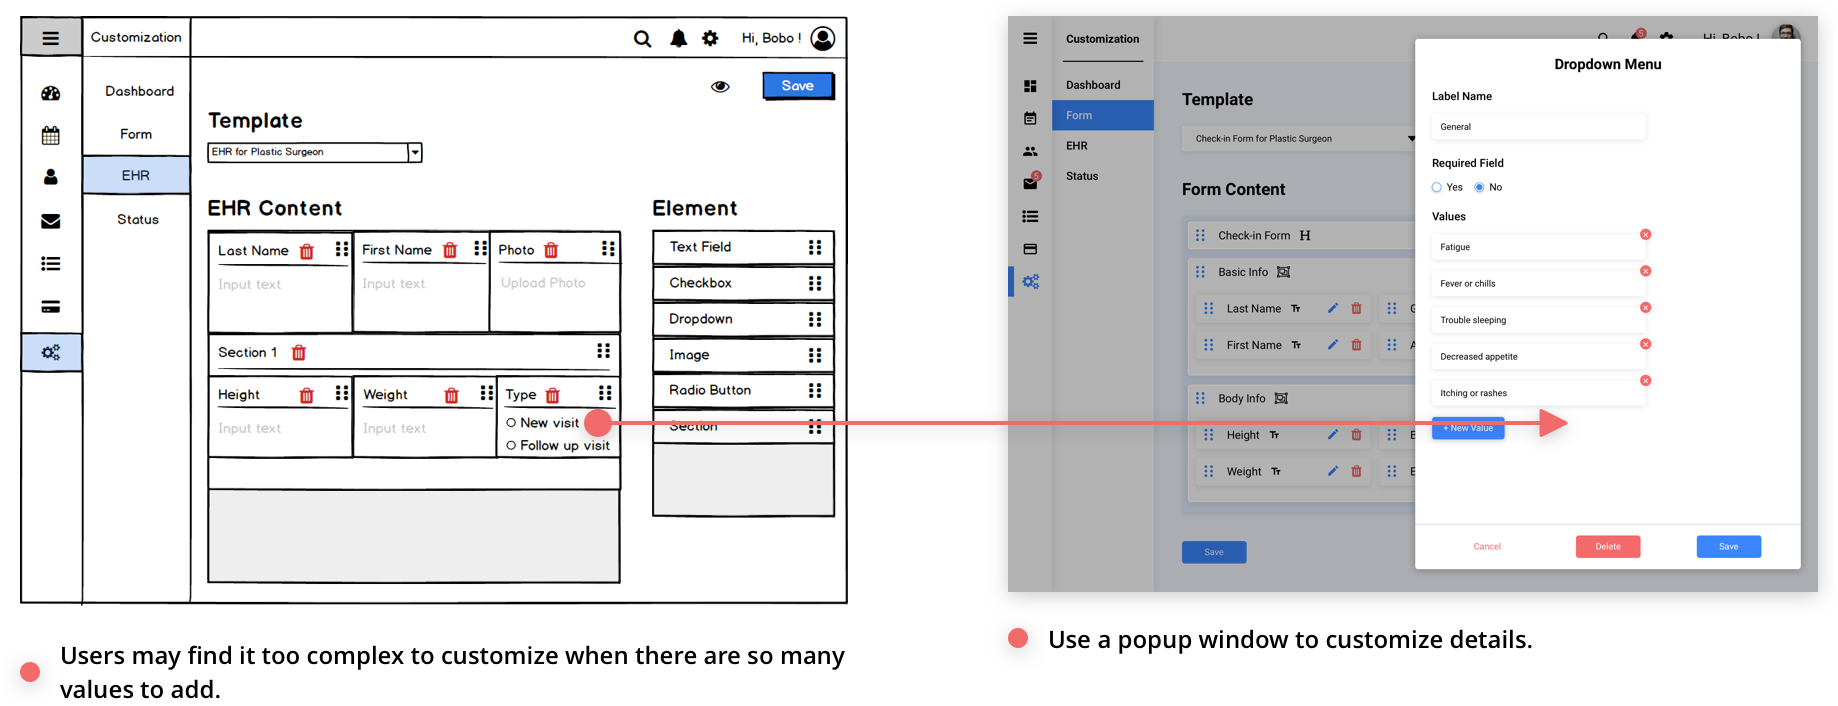 Customization
Hi, Bobo !
Dashboard
Form
EHR
Status
Save
Template
EHR for Plastic Surgeon
EHR Content
Last Name
First Name
Photo
Input text
Input text
Upload Photo
Section 1
Height
Weight
Type
Input text
Input text
New visit
Follow up visit
Element
Text Field
Checkbox
Dropdown
Image
Radio Button
Section
Users may find it too complex to customize when there are so many
values to add.
Customization
5
Hi, Bobo !
Dashboard
Form
EHR
Status
5
Template
Check-in Form for Plastic Surgeon
Form Content
Check-in Form H
Basic Info
Last Name Tr
First Name Tr
Body Info
Height Tr
Weight Tr
Save
Dropdown Menu
Label Name
General
Required Field
Yes No
Values
Fatigue
Fever or chills
Trouble sleeping
Decreased appetite
Itching or rashes
+ New Value
Cancel
Delete
Save
Use a popup window to customize details.